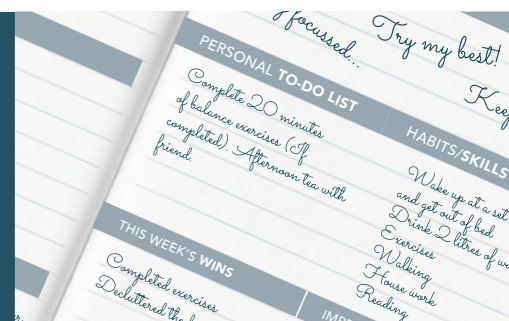 focussed...
Try my best!
PERSONAL TO-DO LIST
Complete 20 minutes
of balance exercises (If
completed). Afternoon tea with
friend.
HABITS/SKILLS
Wake up at a set
and get out of bed
Drink 2 litres of
Exercises
Walking
House work
Reading
THIS WEEK'S WINS
Completed exercises
Decluttered the